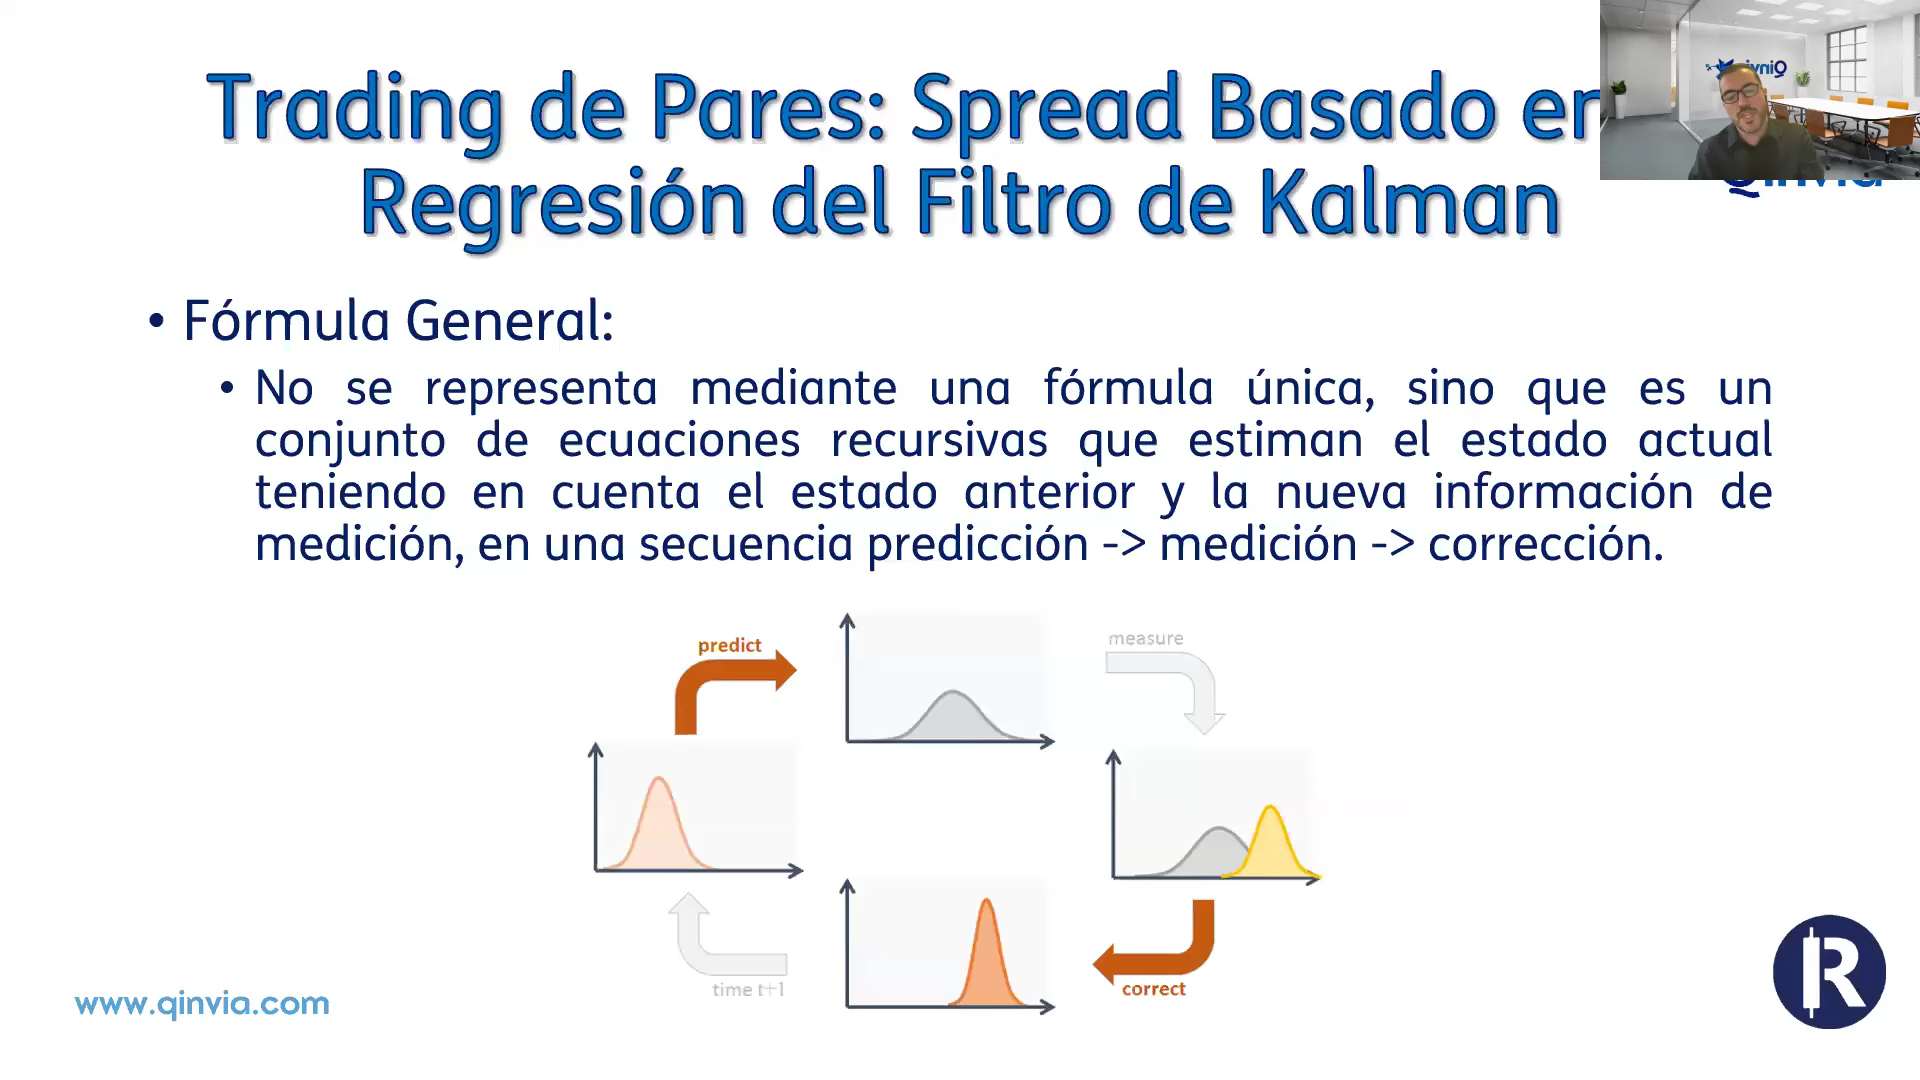 Trading de Pares: Spread Basado en
Regresión del Filtro de Kalman
• Fórmula General:
• No se representa mediante una fórmula única, sino que es un
conjunto de ecuaciones recursivas que estiman el estado actual
teniendo en cuenta el estado anterior y la nueva información de
medición, en una secuencia predicción -> medición -> corrección.
predict
measure
time t+1
correct
www.qinvia.com
R
Qinvia